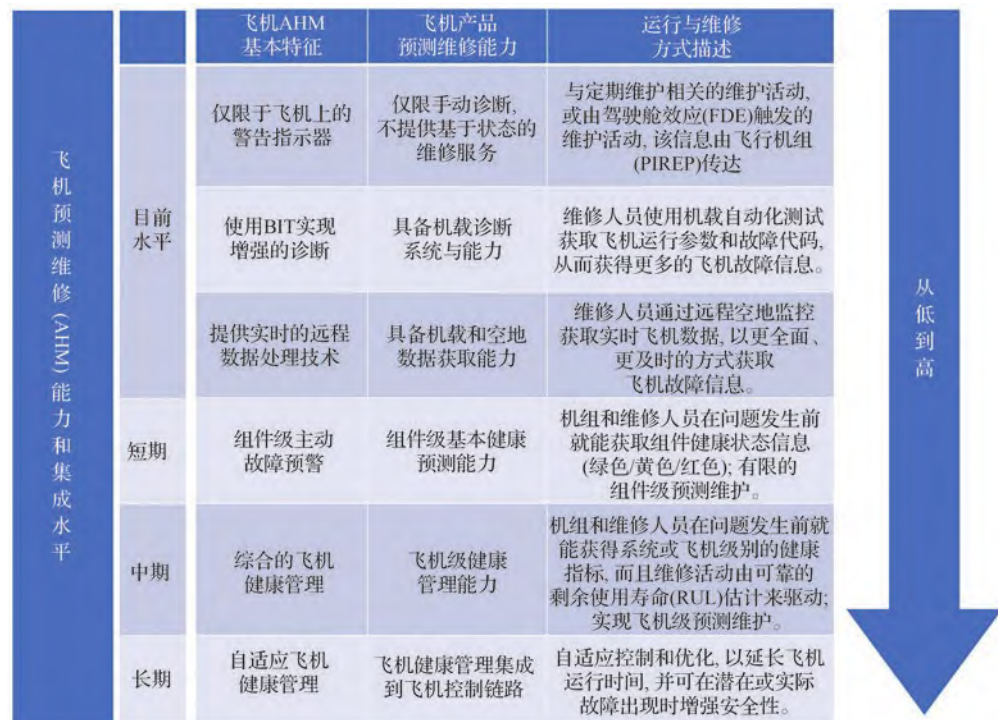 飞机预测维修(AHM)能力和集成水平
飞机AHM
基本特征
飞机产品
预测维修能力
运行与维修
方式描述
目前
水平
仅限于飞机上的
警告指示器
仅限手动诊断,
不提供基于状态的
维修服务
与定期维护相关的维护活动,
或由驾驶舱效应(FDE)触发的
维护活动, 该信息由飞行机组
(PIREP)传达
使用BIT实现
增强的诊断
具备机载诊断
系统与能力
维修人员使用机载自动化测试
获取飞机运行参数和故障代码,
从而获得更多的飞机故障信息。
提供实时的远程
数据处理技术
具备机载和空地
数据获取能力
维修人员通过远程空地监控
获取实时飞机数据, 以更全面、
更及时的方式获取
飞机故障信息。
短期
组件级主动
故障预警
组件级基本健康
预测能力
机组和维修人员在问题发生前
就能获取组件健康状态信息
(绿色/黄色/红色); 有限的
组件级预测维护。
中期
综合的飞机
健康管理
飞机级健康
管理能力
机组和维修人员在问题发生前就
能获得系统或飞机级别的健康
指标, 而且维修活动由可靠的
剩余使用寿命(RUL)估计来驱动;
实现飞机级预测维护。
长期
自适应飞机
健康管理
飞机健康管理集成
到飞机控制链路
自适应控制和优化, 以延长飞机
运行时间, 并可在潜在或实际
故障出现时增强安全性。
从低到高